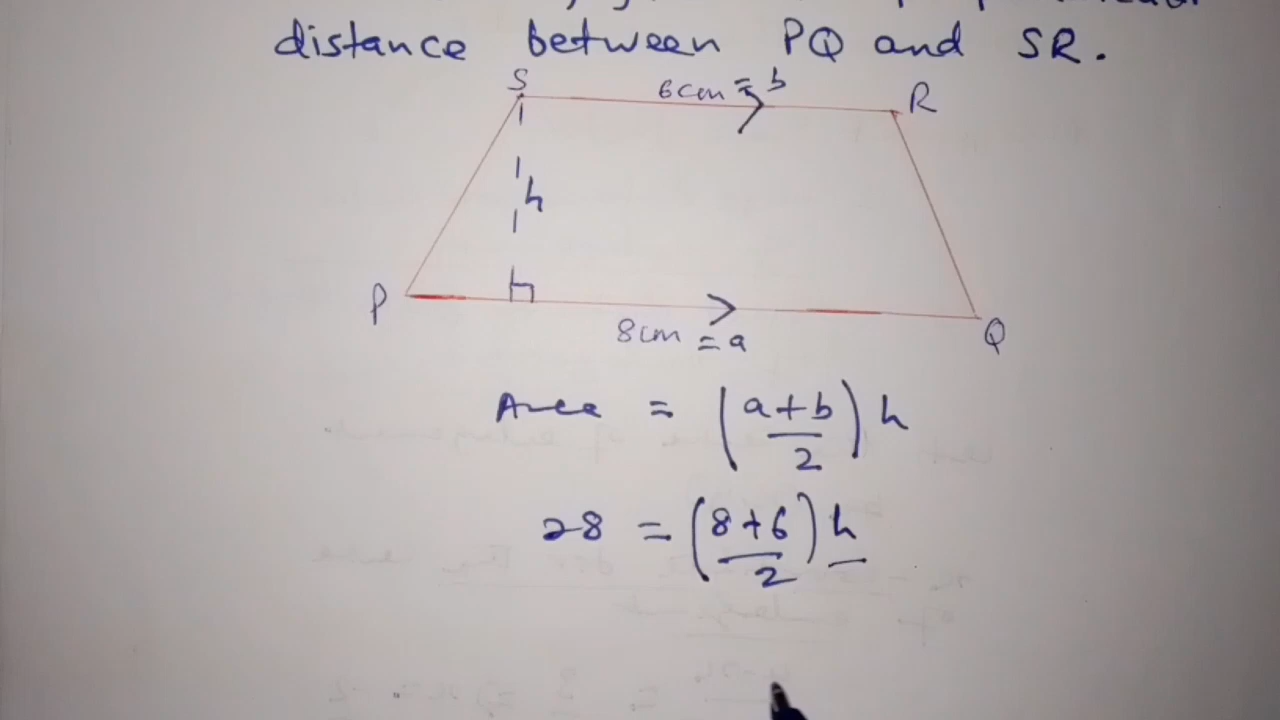 distance between PQ and SR.
S 6cm = b R
h
P 8cm = a Q
Area = (a+b/2) h
28 = (8+6/2) h